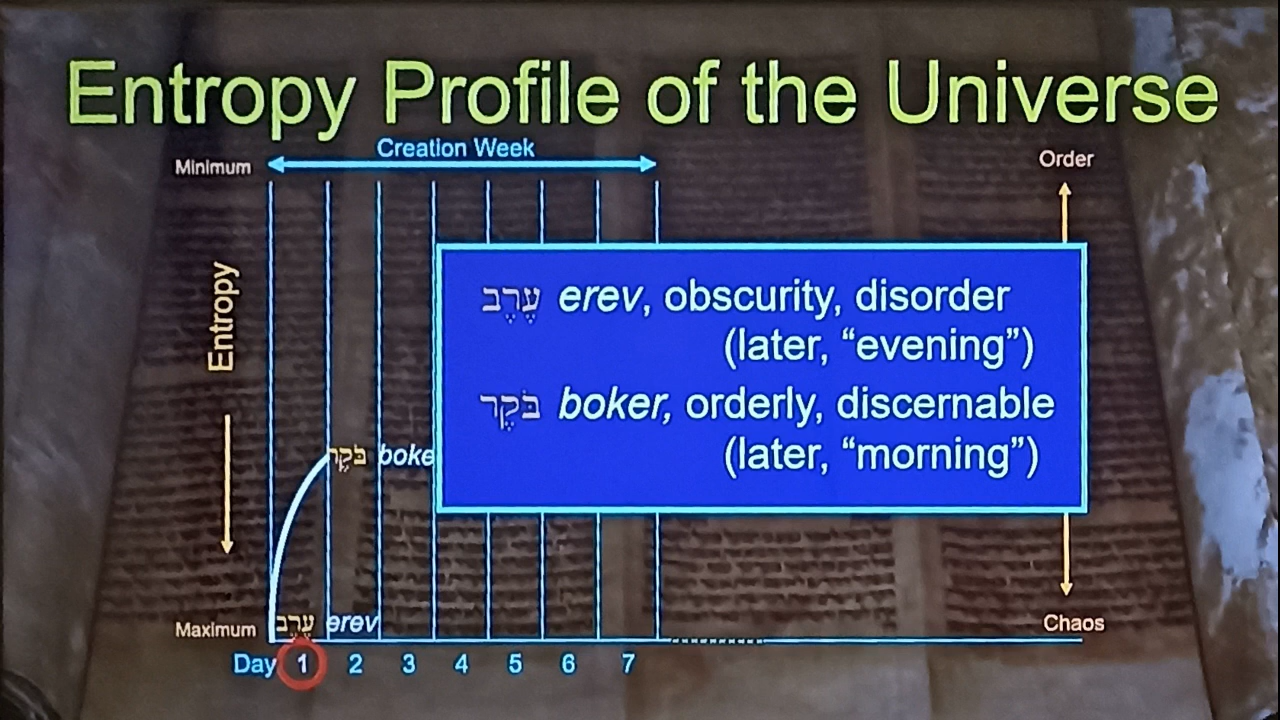 Entropy Profile of the Universe
Creation Week
Minimum
Order
Entropy
עֶרֶב erev, obscurity, disorder
(later, “evening”)
בֹּקֶר boker, orderly, discernable
(later, “morning”)
בֹּקֶר boke
עֶרֶב erev
Maximum
Chaos
Day 1 2 3 4 5 6 7